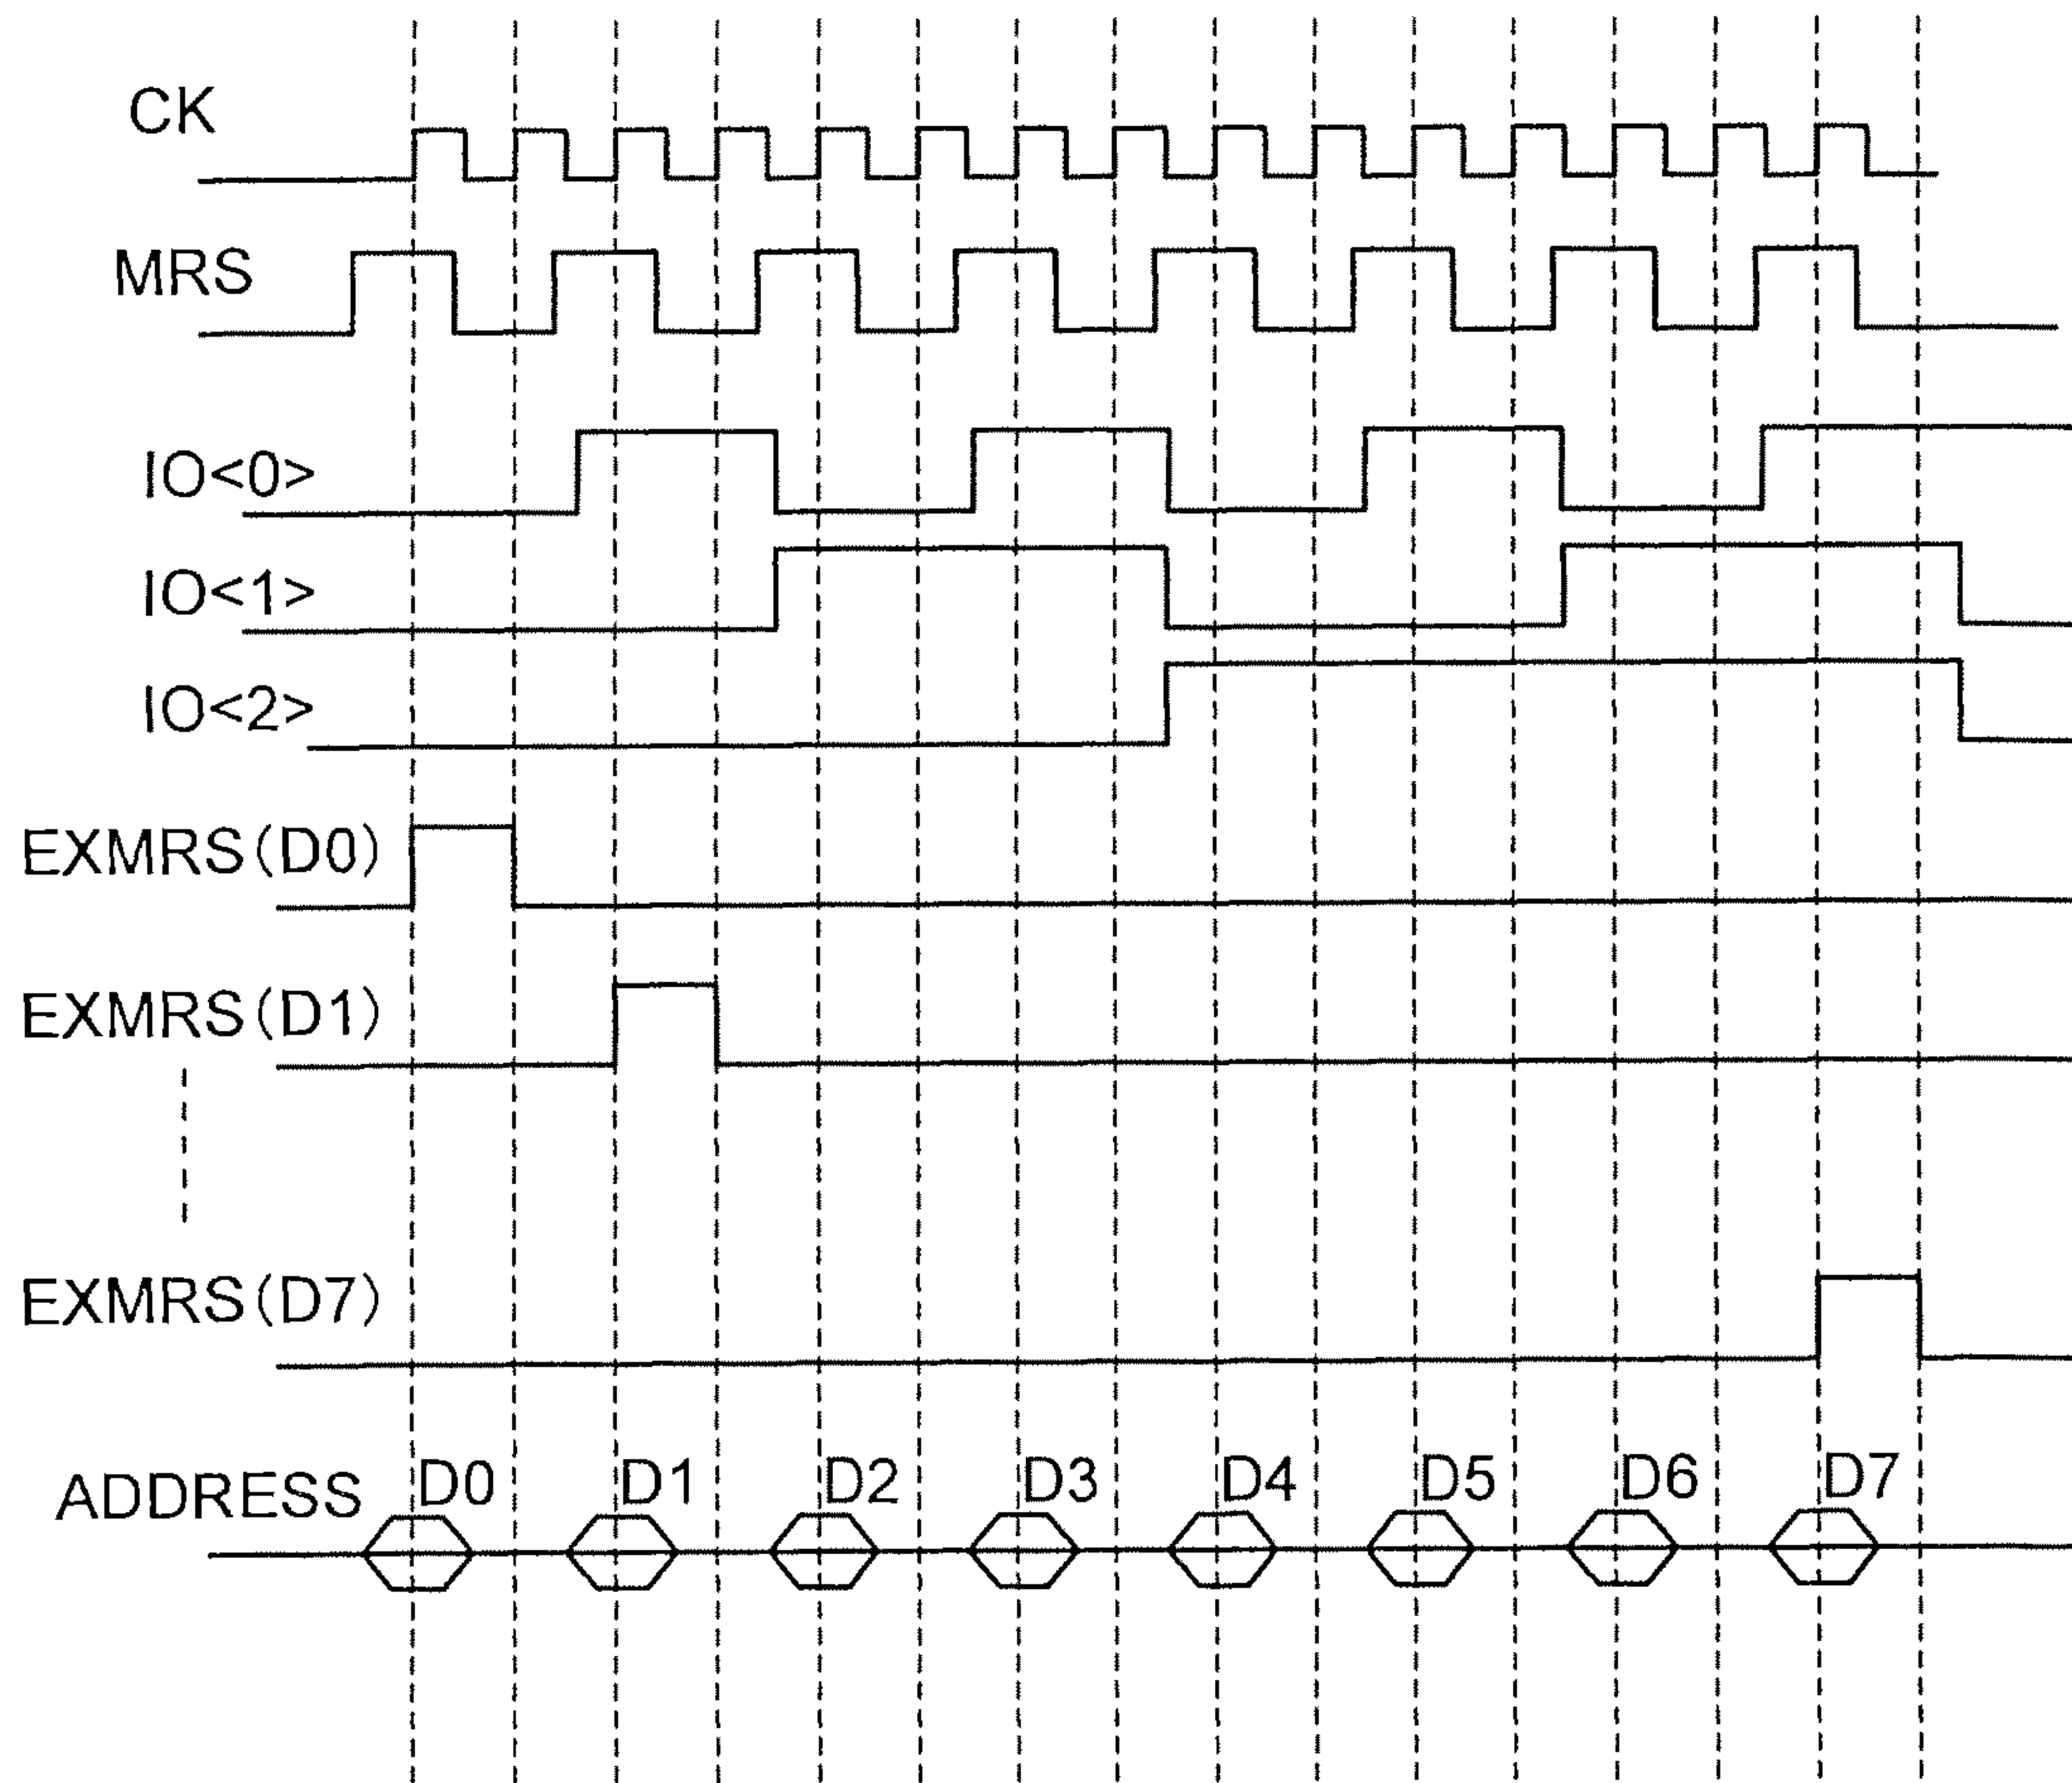 CK
MRS
IO<0>
IO<1>
IO<2>
EXMRS(D0)
EXMRS(D1)
EXMRS(D7)
ADDRESS D0 D1 D2 D3 D4 D5 D6 D7